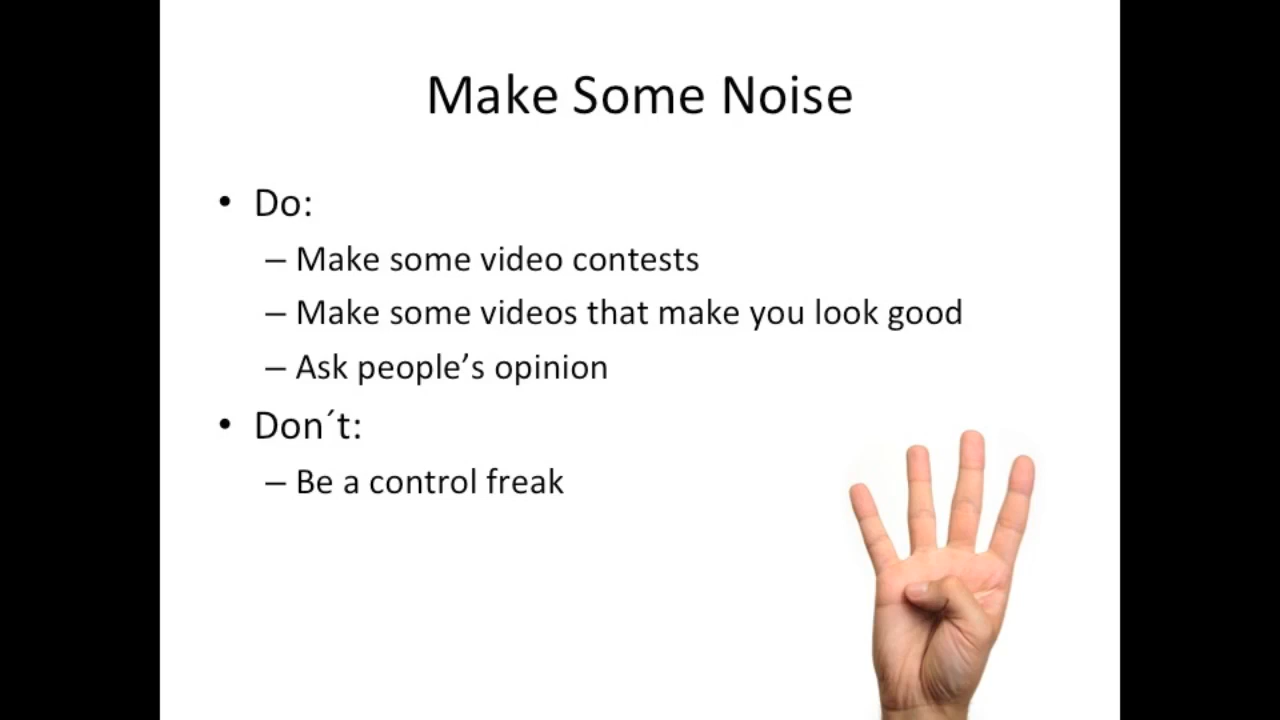 Make Some Noise
• Do:
– Make some video contests
– Make some videos that make you look good
– Ask people’s opinion
• Don´t:
– Be a control freak